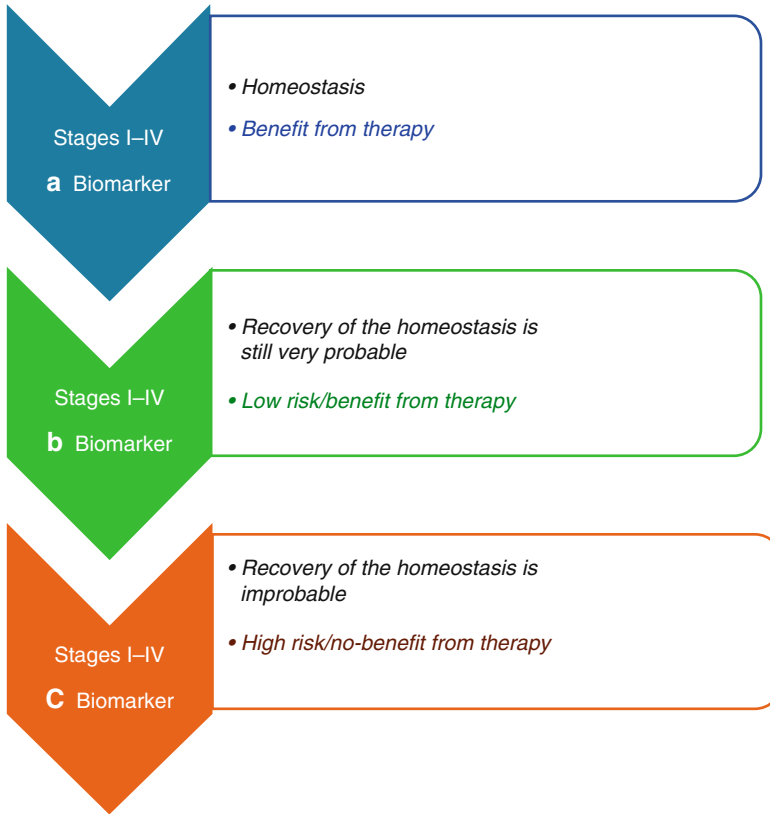 Stages I–IV
a Biomarker
• Homeostasis
• Benefit from therapy
Stages I–IV
b Biomarker
• Recovery of the homeostasis is
still very probable
• Low risk/benefit from therapy
Stages I–IV
C Biomarker
• Recovery of the homeostasis is
improbable
• High risk/no-benefit from therapy